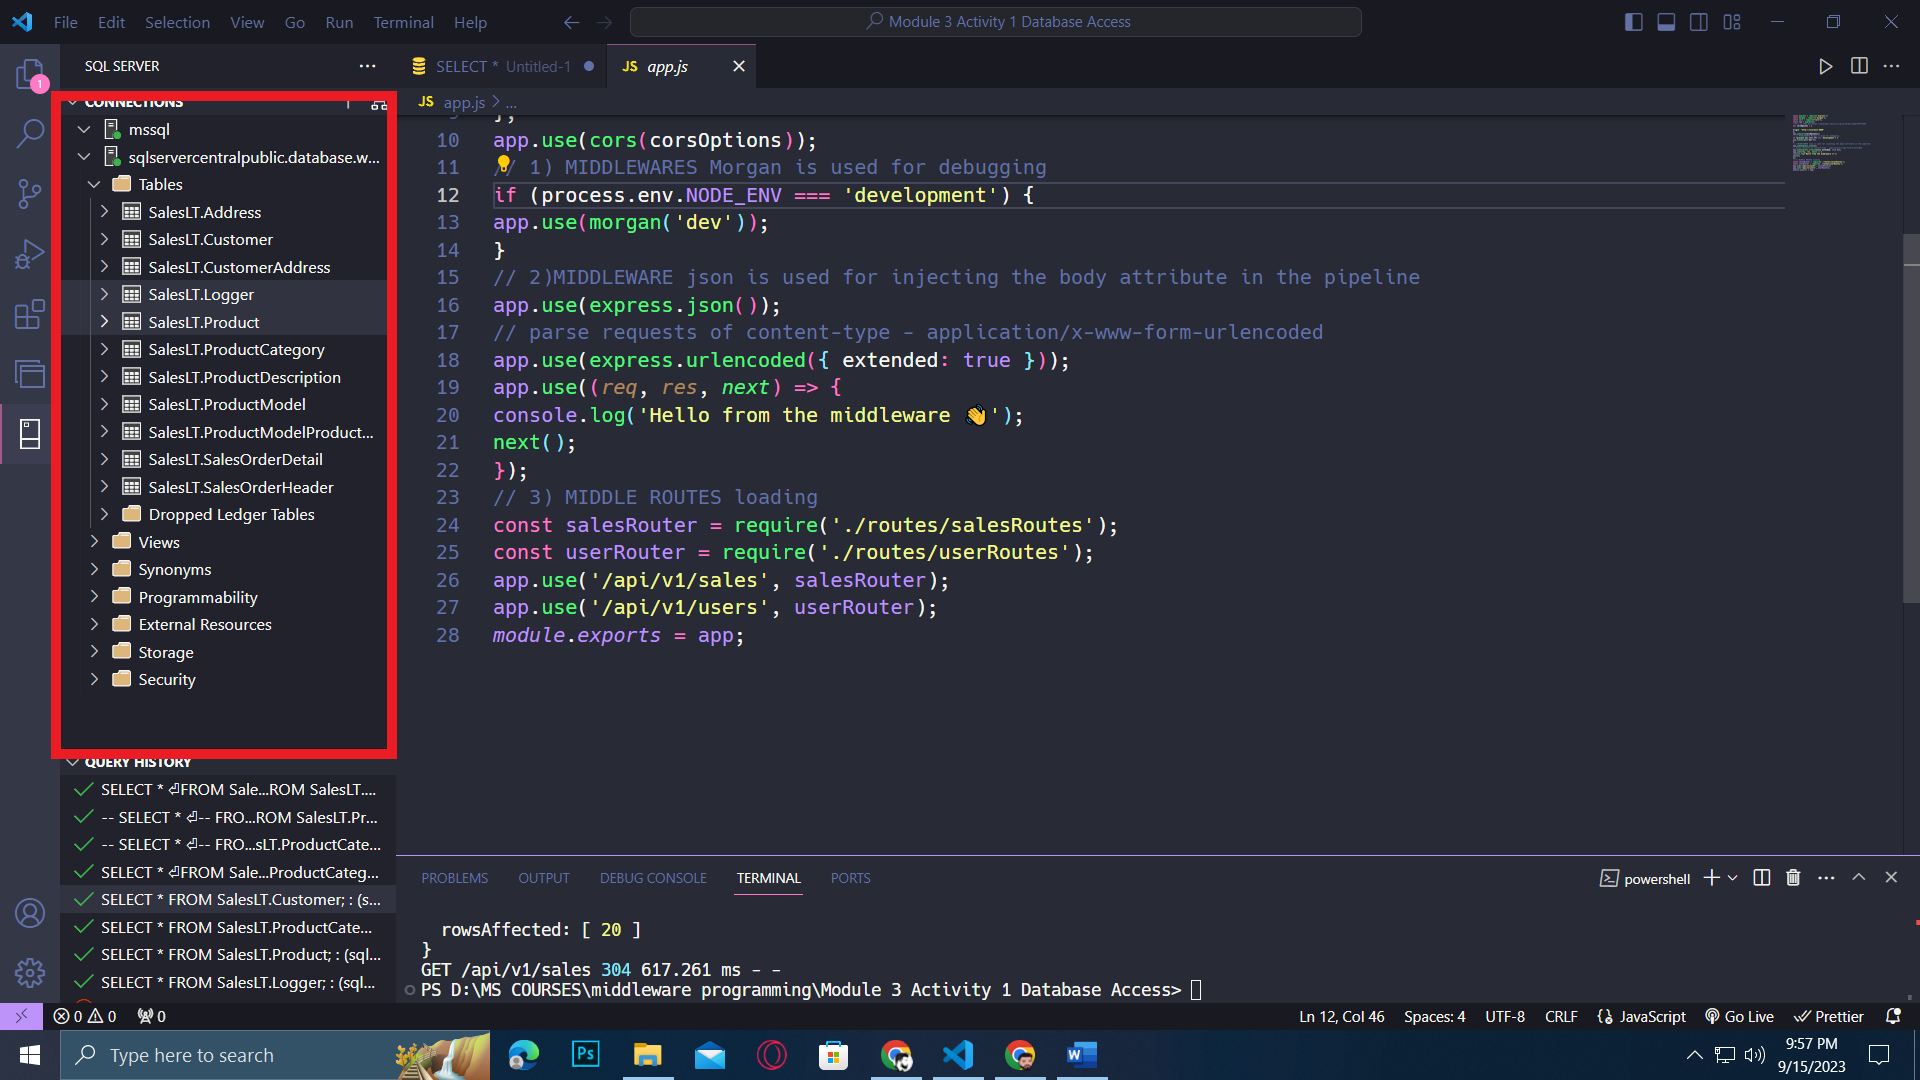 File Edit Selection View Go Run Terminal Help
Module 3 Activity 1 Database Access
1
SQL SERVER
CONNECTIONS
mssql
sqlservercentralpublic.database.w...
Tables
SalesLT.Address
SalesLT.Customer
SalesLT.CustomerAddress
SalesLT.Logger
SalesLT.Product
SalesLT.ProductCategory
SalesLT.ProductDescription
SalesLT.ProductModel
SalesLT.ProductModelProduct...
SalesLT.SalesOrderDetail
SalesLT.SalesOrderHeader
Dropped Ledger Tables
Views
Synonyms
Programmability
External Resources
Storage
Security
QUERY HISTORY
SELECT * ⏎FROM Sale...ROM SalesLT....
-- SELECT * ⏎-- FRO...ROM SalesLT.Pr...
-- SELECT * ⏎-- FRO...sLT.ProductCate...
SELECT * ⏎FROM Sale...ProductCateg...
SELECT * FROM SalesLT.Customer; : (s...
SELECT * FROM SalesLT.ProductCate...
SELECT * FROM SalesLT.Product; : (sql...
SELECT * FROM SalesLT.Logger; : (sql...
SELECT * Untitled-1
JS app.js
JS app.js > ...
10 app.use(cors(corsOptions));
11 // 1) MIDDLEWARES Morgan is used for debugging
12 if (process.env.NODE_ENV === 'development') {
13 app.use(morgan('dev'));
14 }
15 // 2)MIDDLEWARE json is used for injecting the body attribute in the pipeline
16 app.use(express.json());
17 // parse requests of content-type - application/x-www-form-urlencoded
18 app.use(express.urlencoded({ extended: true }));
19 app.use((req, res, next) => {
20 console.log('Hello from the middleware 👋');
21 next();
22 });
23 // 3) MIDDLE ROUTES loading
24 const salesRouter = require('./routes/salesRoutes');
25 const userRouter = require('./routes/userRoutes');
26 app.use('/api/v1/sales', salesRouter);
27 app.use('/api/v1/users', userRouter);
28 module.exports = app;
PROBLEMS OUTPUT DEBUG CONSOLE TERMINAL PORTS
powershell
rowsAffected: [ 20 ]
}
GET /api/v1/sales 304 617.261 ms - -
PS D:\MS COURSES\middleware programming\Module 3 Activity 1 Database Access>
0 0 0
Ln 12, Col 46 Spaces: 4 UTF-8 CRLF {} JavaScript Go Live Prettier
Type here to search
Ps
W
9:57 PM
9/15/2023